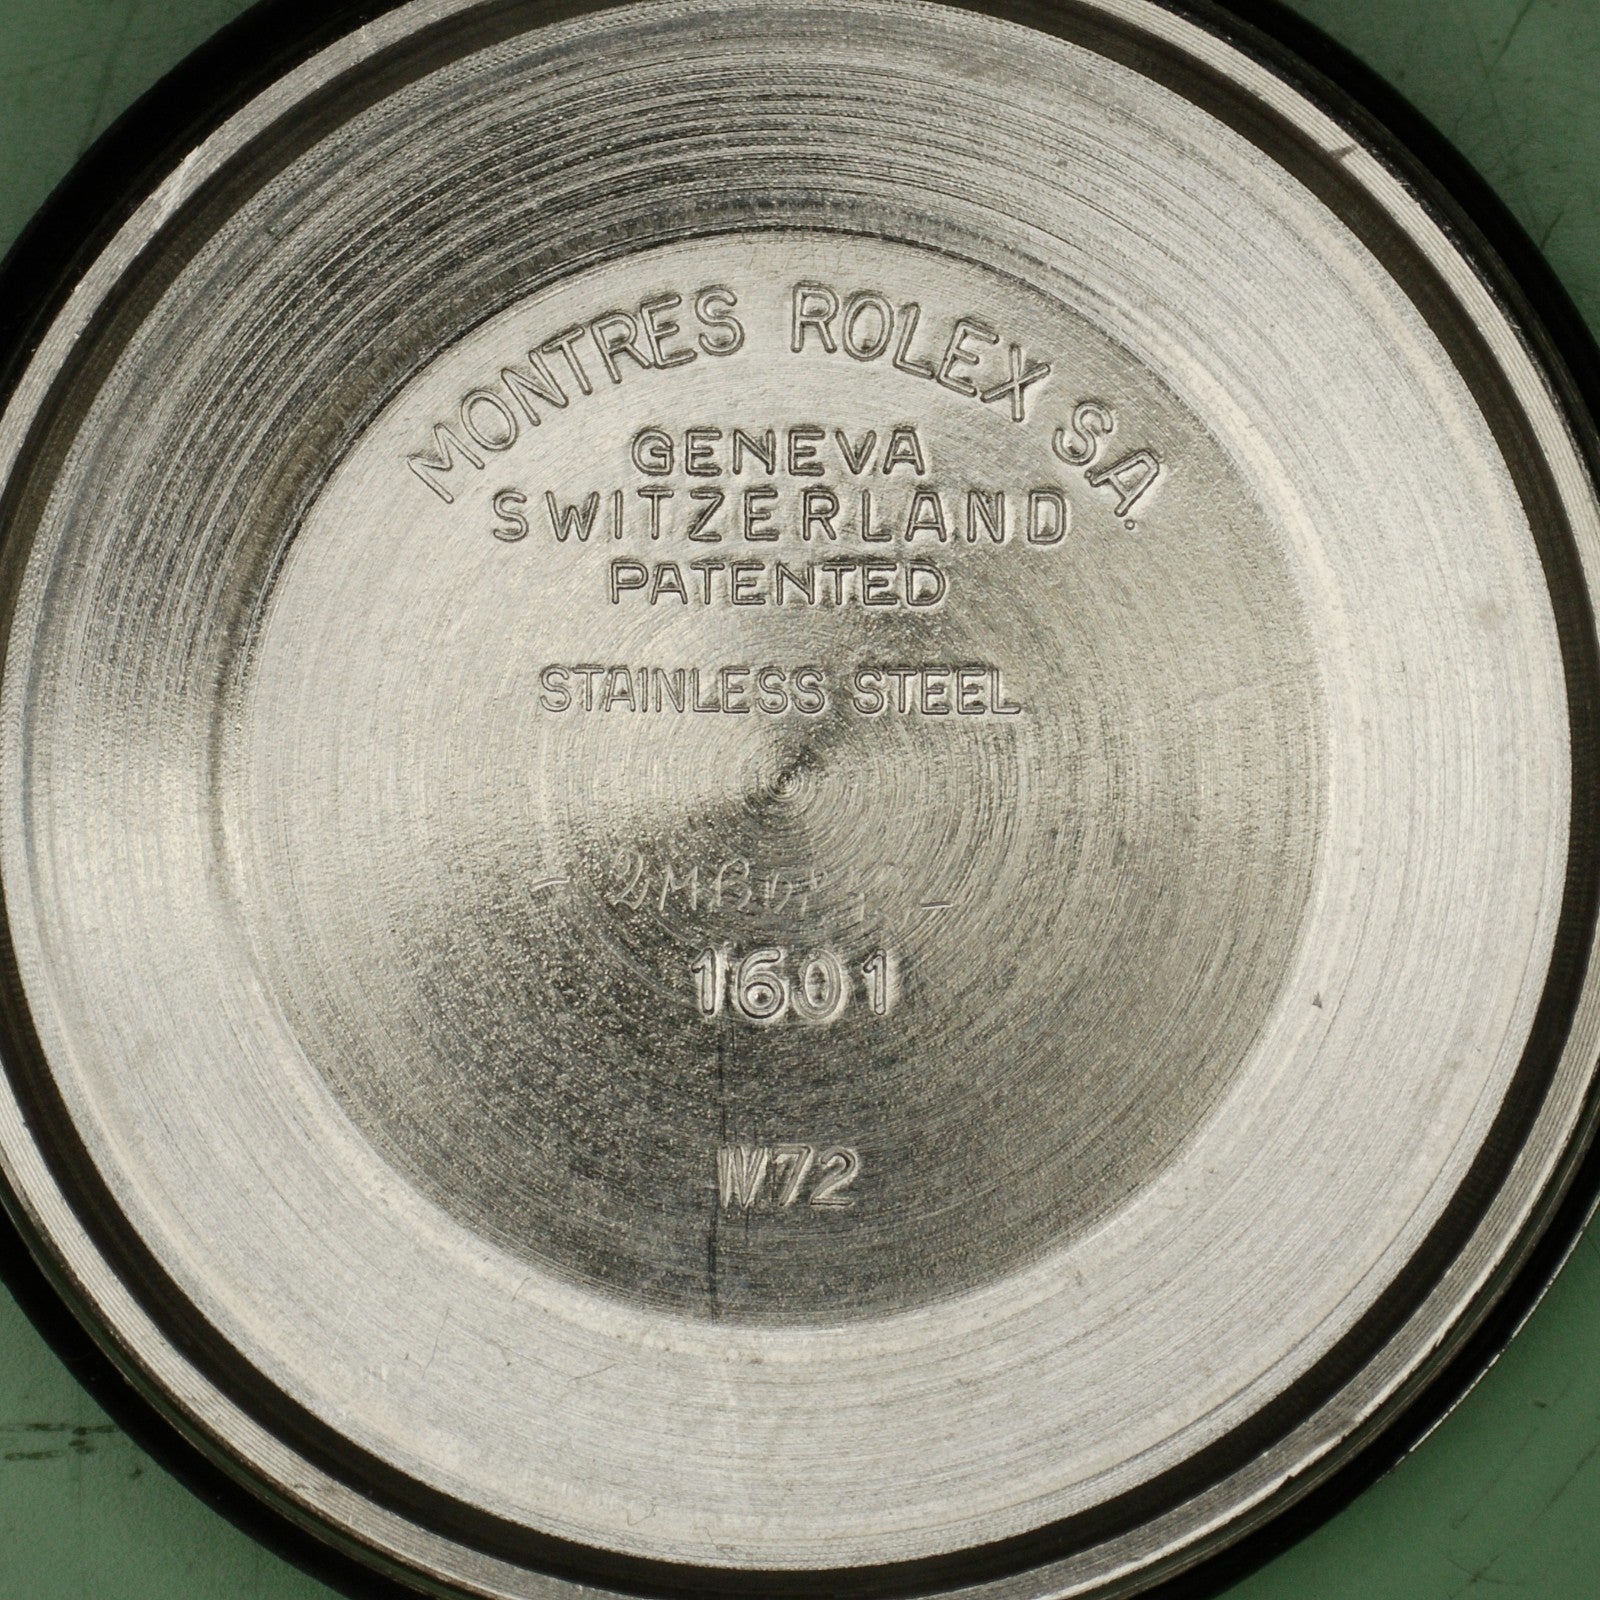 MONTRES ROLEX S.A.
GENEVA
SWITZERLAND
PATENTED
STAINLESS STEEL
1601
IV72